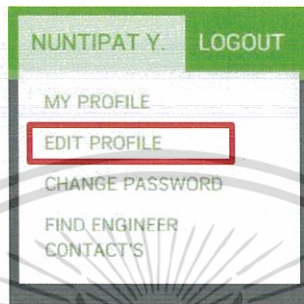 NUNTIPAT Y. LOGOUT
MY PROFILE
EDIT PROFILE
CHANGE PASSWORD
FIND ENGINEER
CONTACT'S